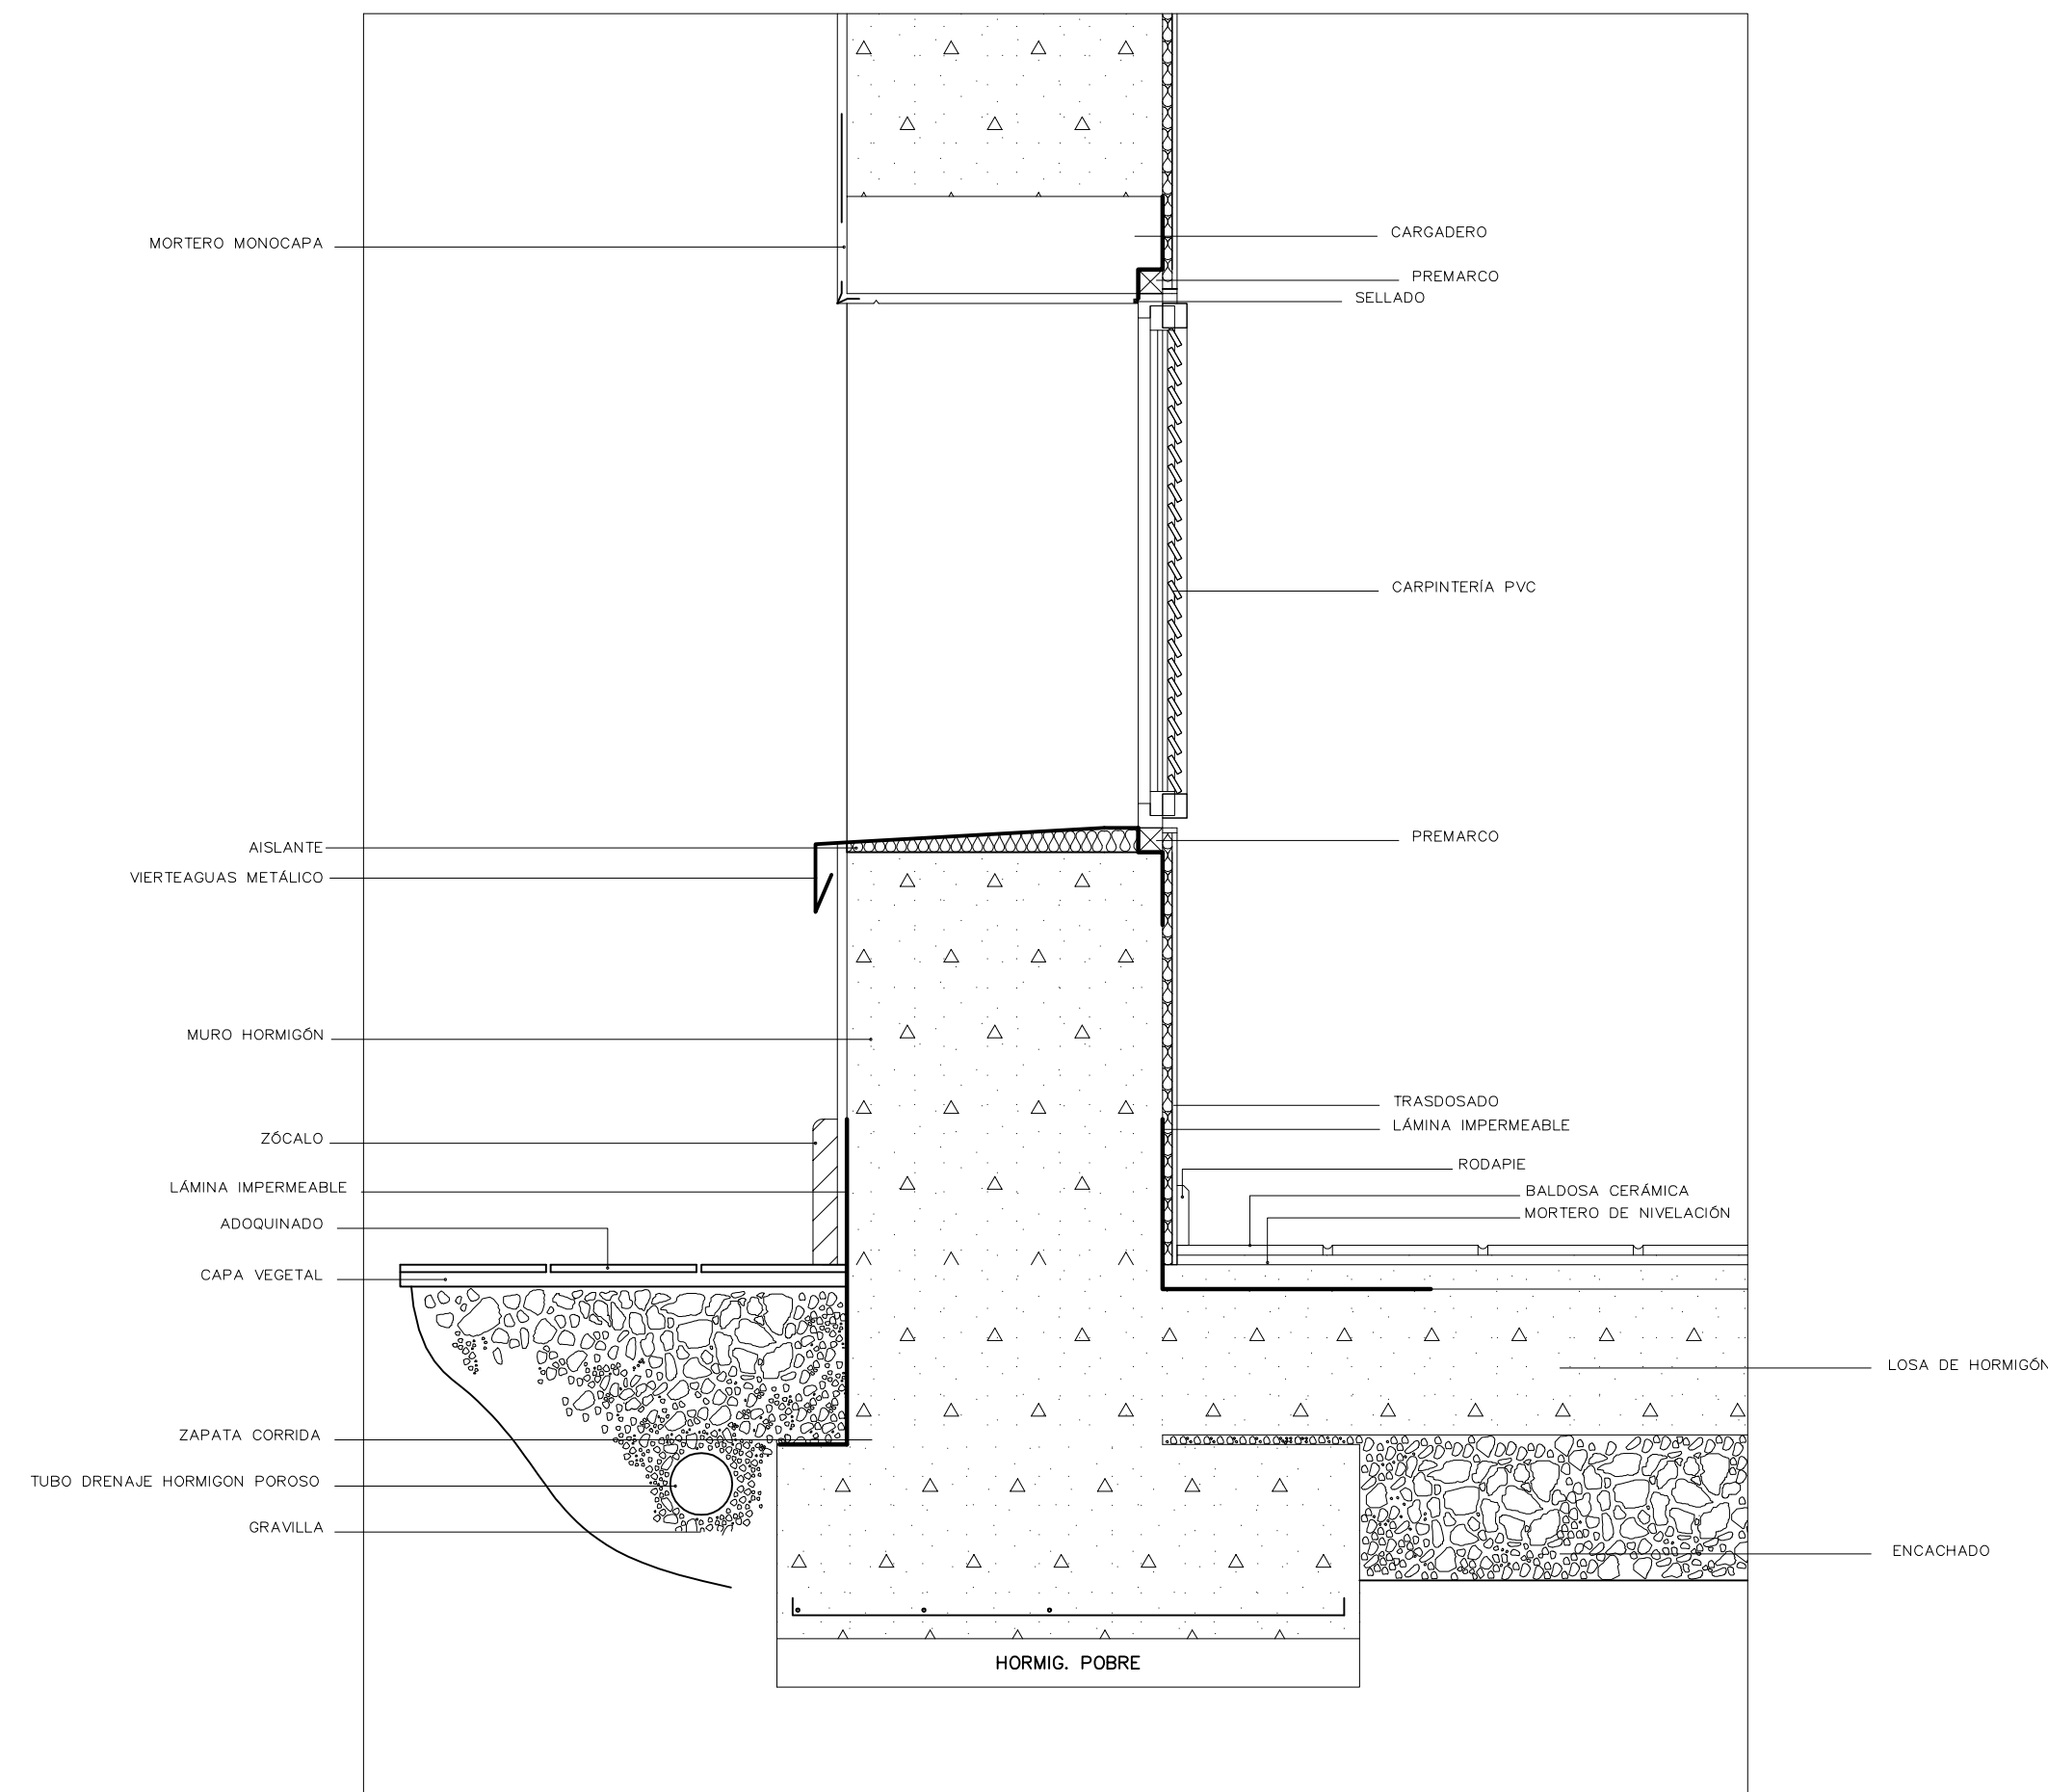 MORTERO MONOCAPA
AISLANTE
VIERTEAGUAS METÁLICO
MURO HORMIGÓN
ZÓCALO
LÁMINA IMPERMEABLE
ADOQUINADO
CAPA VEGETAL
ZAPATA CORRIDA
TUBO DRENAJE HORMIGON POROSO
GRAVILLA
CARGADERO
PREMARCO
SELLADO
CARPINTERÍA PVC
PREMARCO
TRASDOSADO
LÁMINA IMPERMEABLE
RODAPIE
BALDOSA CERÁMICA
MORTERO DE NIVELACIÓN
LOSA DE HORMIGÓN
ENCACHADO
HORMIG. POBRE